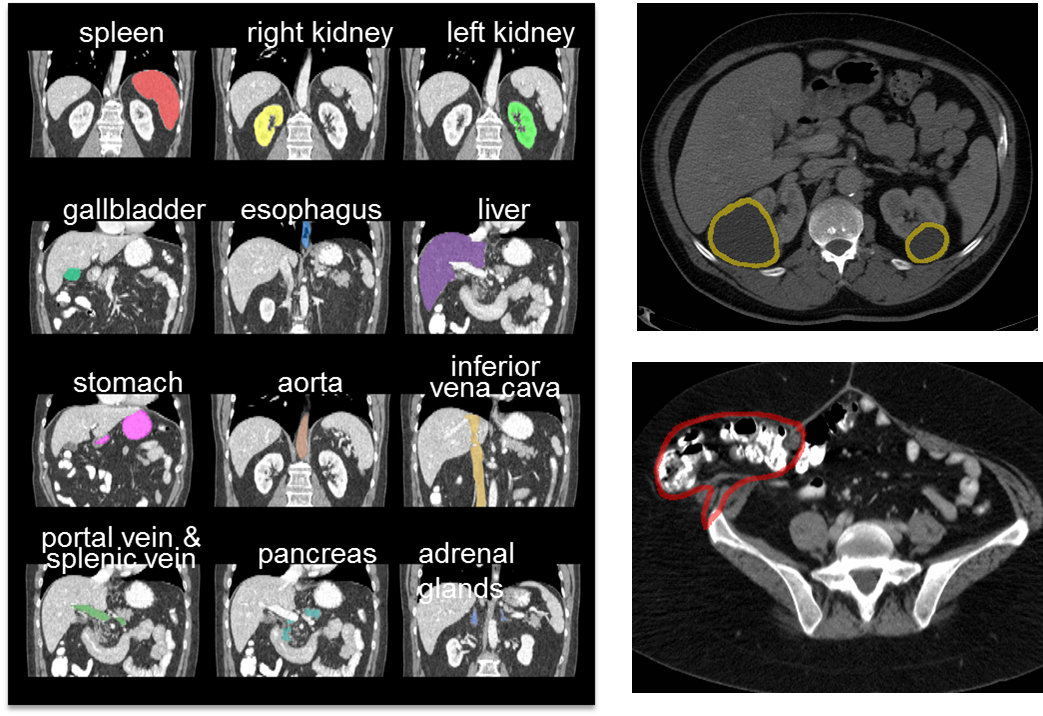 spleen
right kidney
left kidney
gallbladder
esophagus
liver
stomach
aorta
inferior
vena cava
portal vein &
splenic vein
pancreas
adrenal
glands